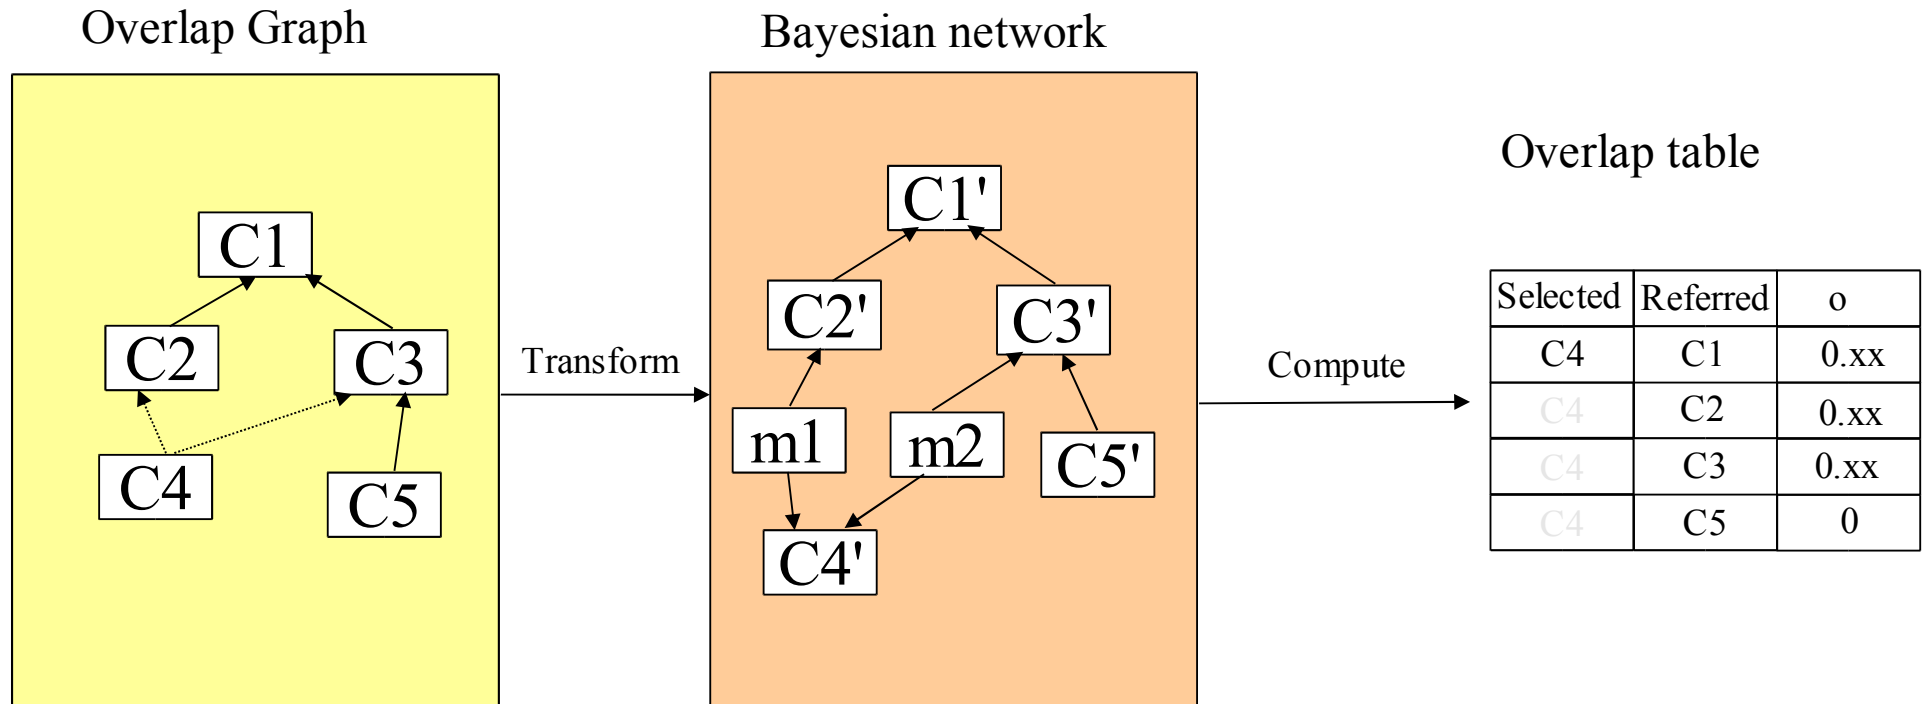 Overlap Graph
C1
C2
C3
C4
C5
Transform
Bayesian network
C1'
C2'
C3'
m1
m2
C5'
C4'
Compute
Overlap table
Selected Referred o
C4 C1 0.xx
C4 C2 0.xx
C4 C3 0.xx
C4 C5 0